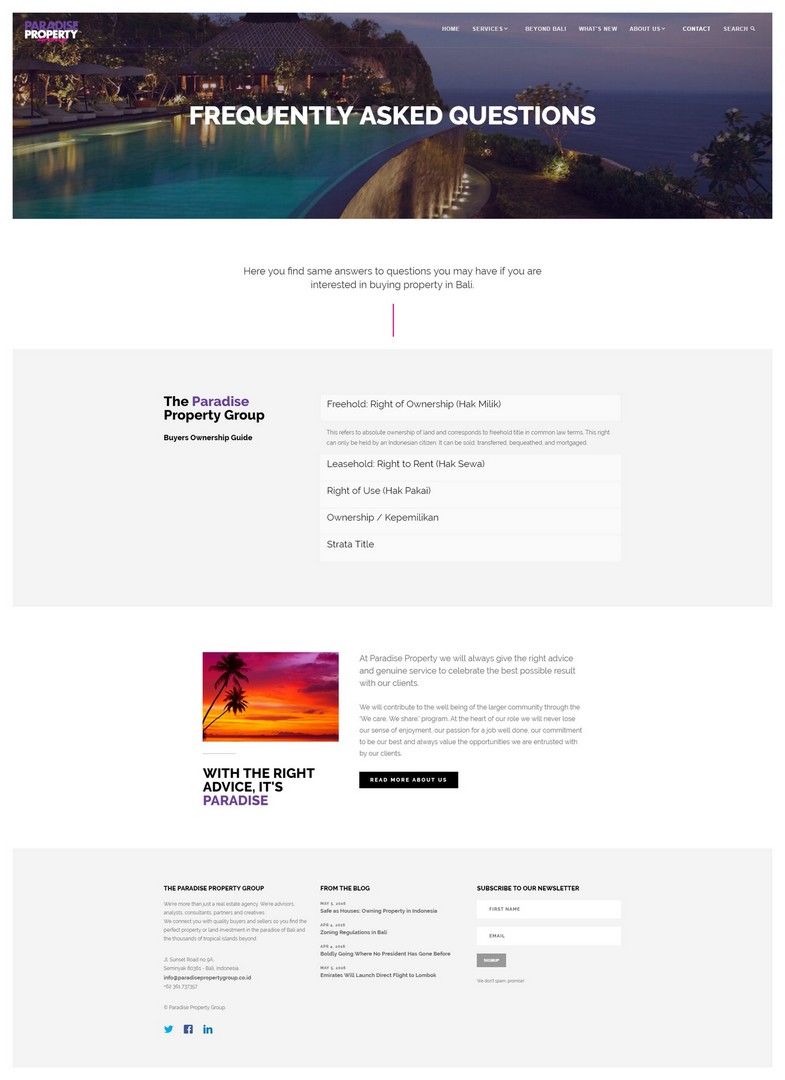 PARADISE
PROPERTY
HOME SERVICES BEYOND BALI WHAT'S NEW ABOUT US CONTACT SEARCH
FREQUENTLY ASKED QUESTIONS
Here you find same answers to questions you may have if you are
interested in buying property in Bali.
The Paradise
Property Group
Buyers Ownership Guide
Freehold: Right of Ownership (Hak Milik)
This refers to absolute ownership of land and corresponds to freehold title in common law terms. This right
can only be held by an Indonesian citizen. It can be sold, transferred, bequeathed, and mortgaged.
Leasehold: Right to Rent (Hak Sewa)
Right of Use (Hak Pakai)
Ownership / Kepemilikan
Strata Title
WITH THE RIGHT
ADVICE, IT'S
PARADISE
At Paradise Property we will always give the right advice
and genuine service to celebrate the best possible result
with our clients.
We will contribute to the well being of the larger community through the
'We care, We share,' program. At the heart of our role we will never lose
our sense of enjoyment, our passion for a job well done, our commitment
to be our best and always value the opportunities we are entrusted with
by our clients.
READ MORE ABOUT US
THE PARADISE PROPERTY GROUP
We're more than just a real estate agency. We're advisors,
analysts, consultants, partners and creatives.
We connect you with quality buyers and sellers so you find the
perfect property or land investment in the paradise of Bali and
the thousands of tropical islands beyond.
Jl. Sunset Road no 9A,
Seminyak 80361 - Bali, Indonesia
info@paradisepropertygroup.co.id
+62 361 737357
© Paradise Property Group.
FROM THE BLOG
MAY 3, 2016
Safe as Houses: Owning Property in Indonesia
APR 4, 2016
Zoning Regulations in Bali
APR 4, 2016
Boldly Going Where No President Has Gone Before
MAY 3, 2016
Emirates Will Launch Direct Flight to Lombok
SUBSCRIBE TO OUR NEWSLETTER
FIRST NAME
EMAIL
SIGNUP
We don't spam, promise!